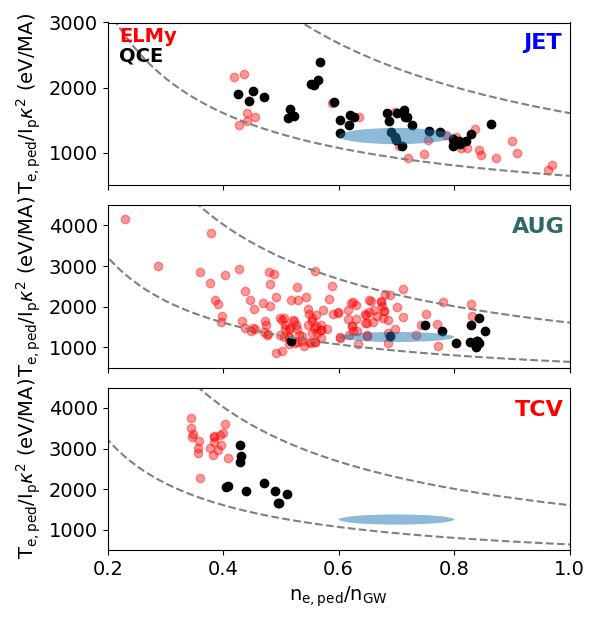 3000
2000
1000
ELMy
QCE
JET
T_e,ped/I_pκ² (eV/MA)
4000
3000
2000
1000
AUG
T_e,ped/I_pκ² (eV/MA)
4000
3000
2000
1000
TCV
T_e,ped/I_pκ² (eV/MA)
0.2 0.4 0.6 0.8 1.0
n_e,ped/n_GW